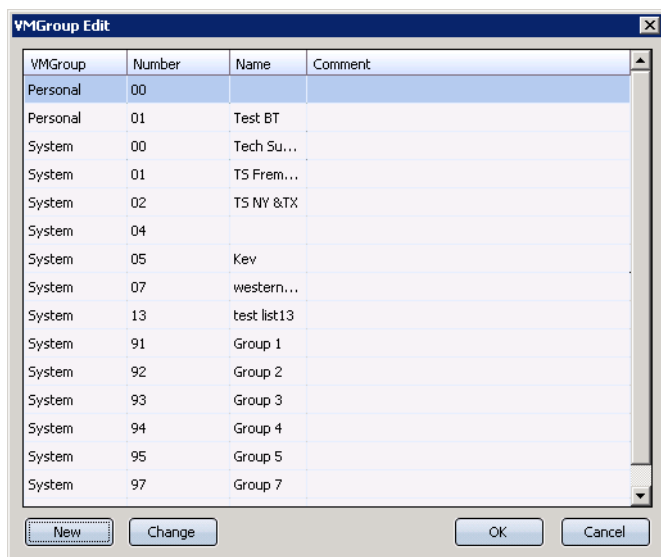 VMGroup Edit
VMGroup Number Name Comment
Personal 00
Personal 01 Test BT
System 00 Tech Su...
System 01 TS Frem...
System 02 TS NY &TX
System 04
System 05 Kev
System 07 western...
System 13 test list13
System 91 Group 1
System 92 Group 2
System 93 Group 3
System 94 Group 4
System 95 Group 5
System 97 Group 7
New Change OK Cancel